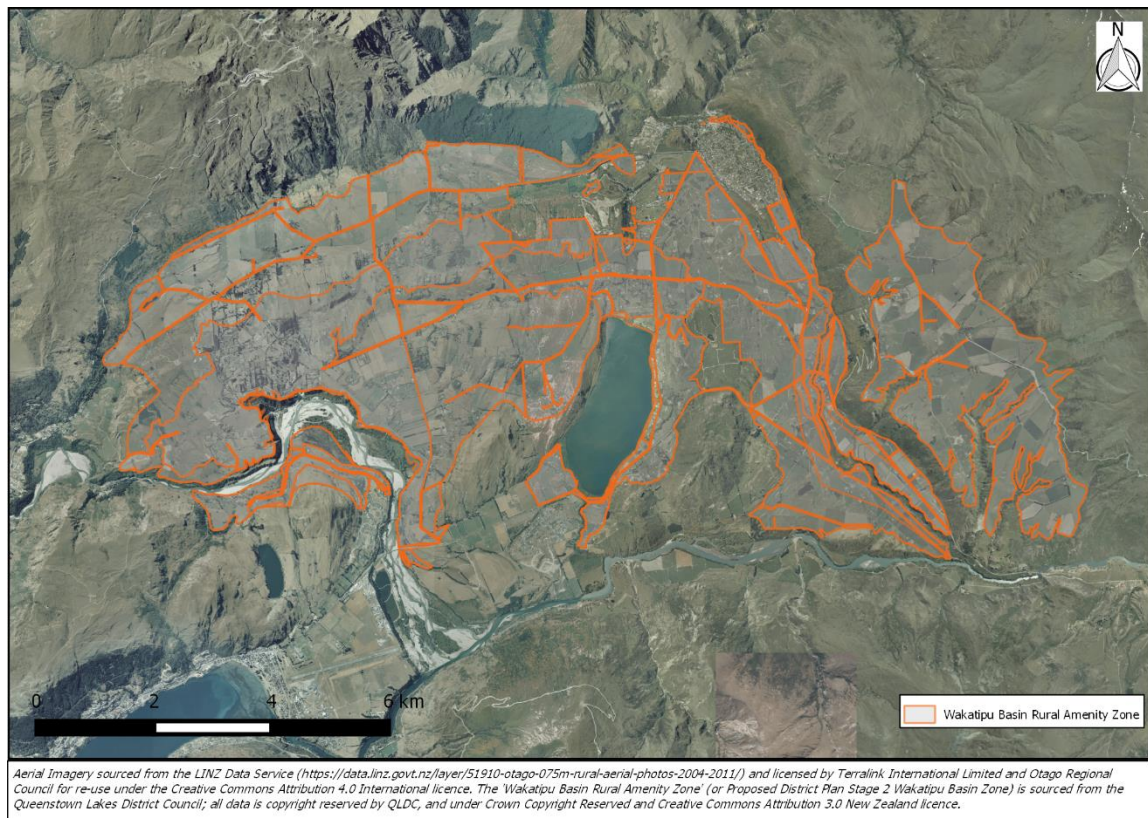 N
0 2 4 6 km
Wakatipu Basin Rural Amenity Zone
Aerial Imagery sourced from the LINZ Data Service (https://data.linz.govt.nz/layer/51910-otago-075m-rural-aerial-photos-2004-2011/) and licensed by Terralink International Limited and Otago Regional
Council for re-use under the Creative Commons Attribution 4.0 International licence. The 'Wakatipu Basin Rural Amenity Zone' (or Proposed District Plan Stage 2 Wakatipu Basin Zone) is sourced from the
Queenstown Lakes District Council; all data is copyright reserved by QLDC, and under Crown Copyright Reserved and Creative Commons Attribution 3.0 New Zealand licence.